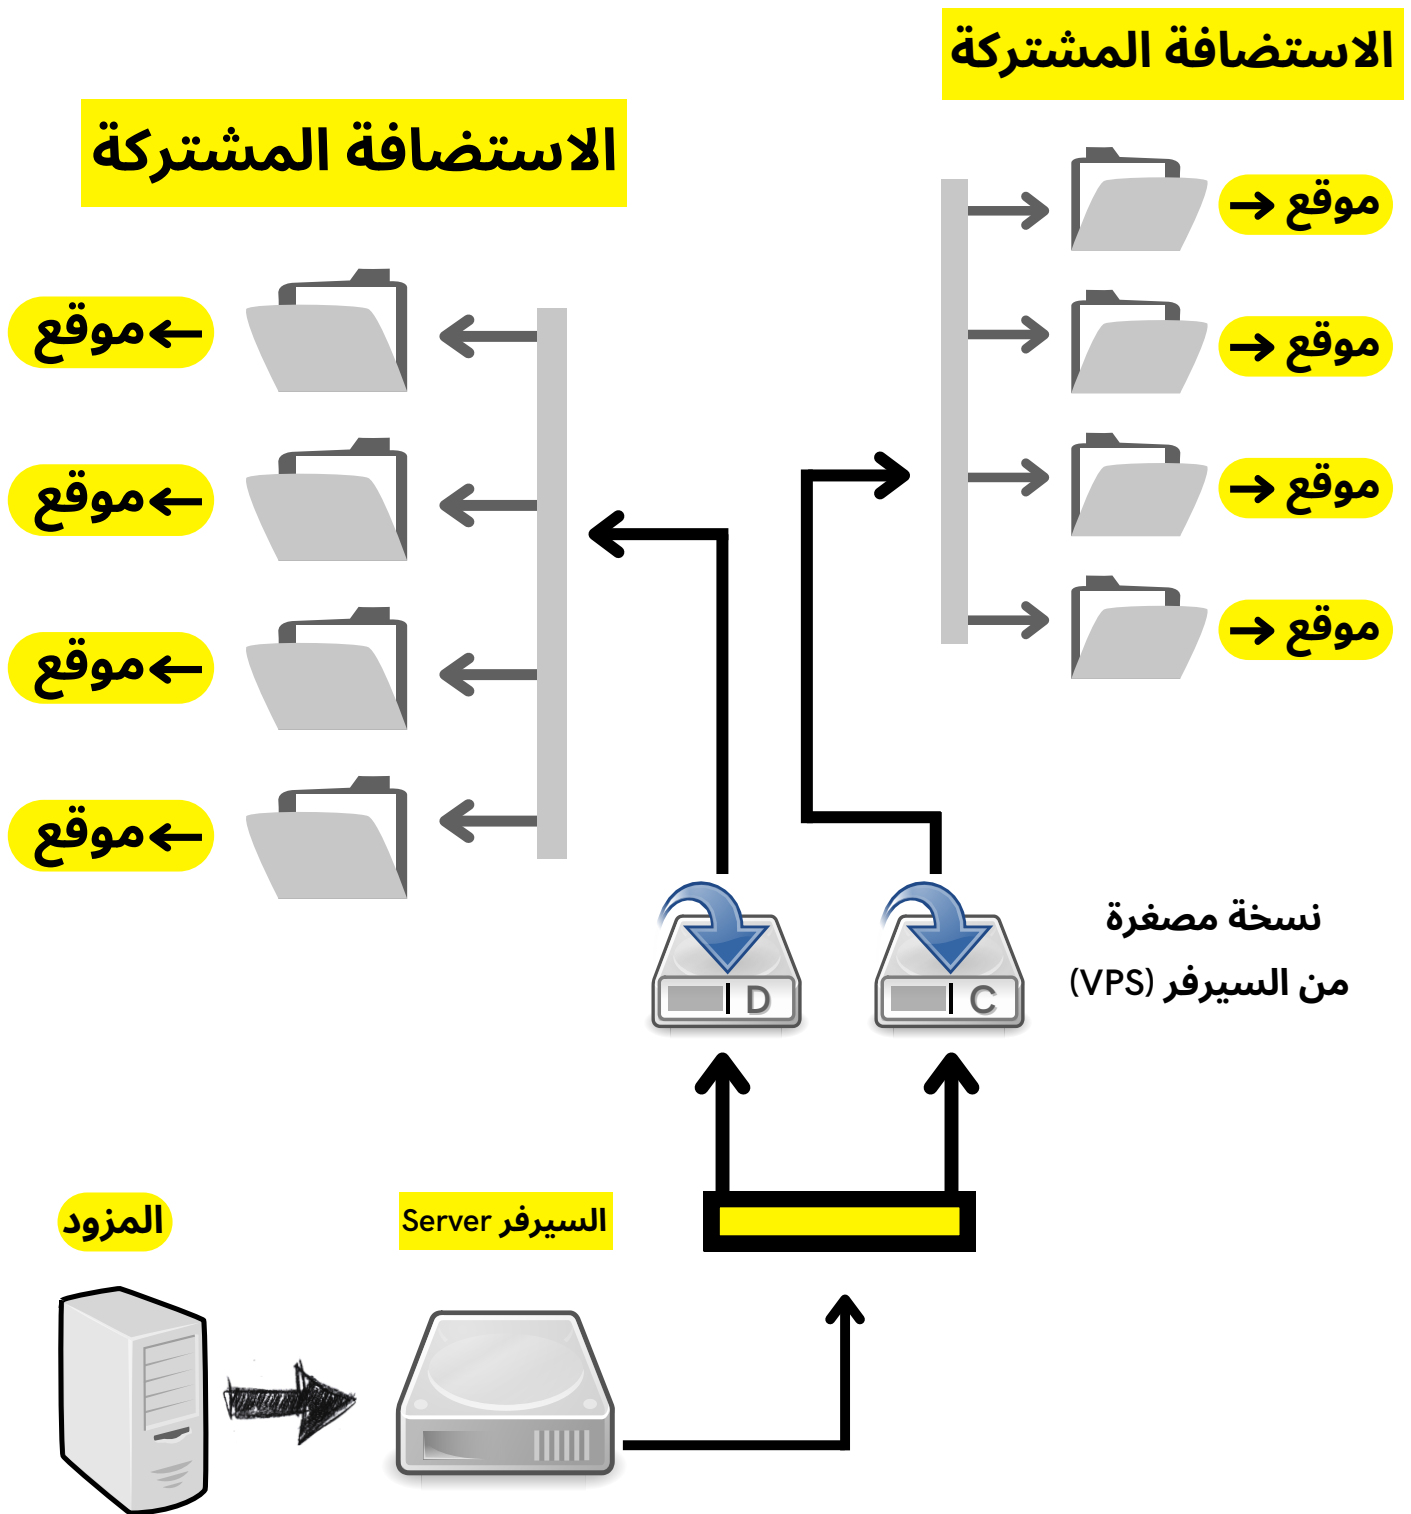 الاستضافة المشتركة
موقع →
موقع →
موقع →
موقع →
الاستضافة المشتركة
←موقع
←موقع
←موقع
←موقع
نسخة مصغرة
من السيرفر (VPS)
D
C
السيرفر Server
المزود